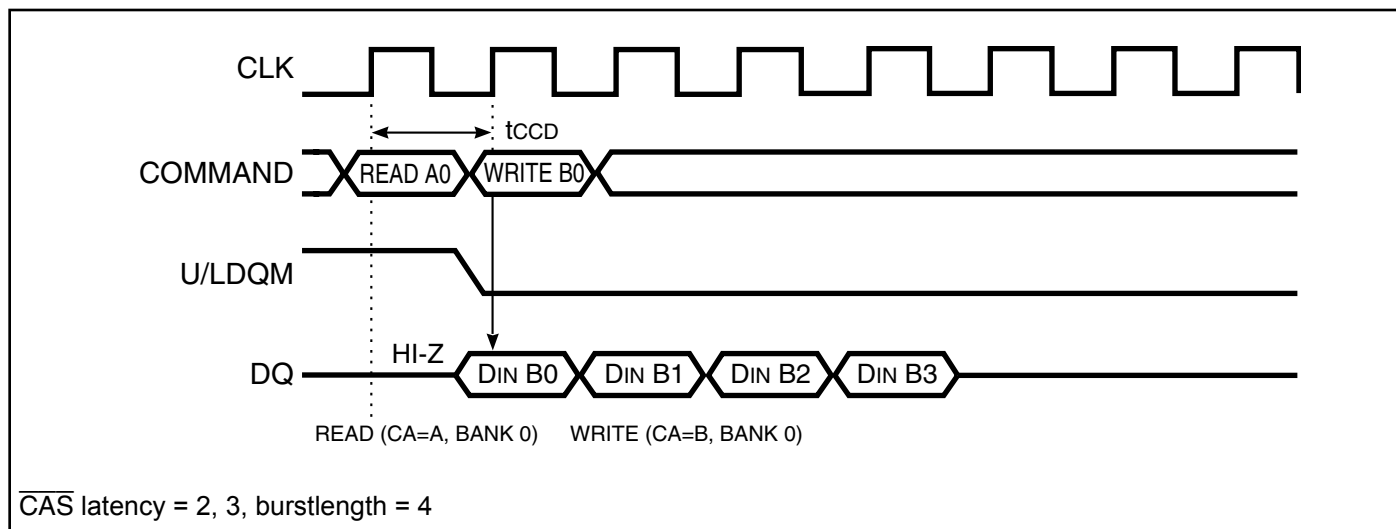 CLK
tCCD
COMMAND READ A0 WRITE B0
U/LDQM
HI-Z
DQ DIN B0 DIN B1 DIN B2 DIN B3
READ (CA=A, BANK 0) WRITE (CA=B, BANK 0)
CAS latency = 2, 3, burstlength = 4